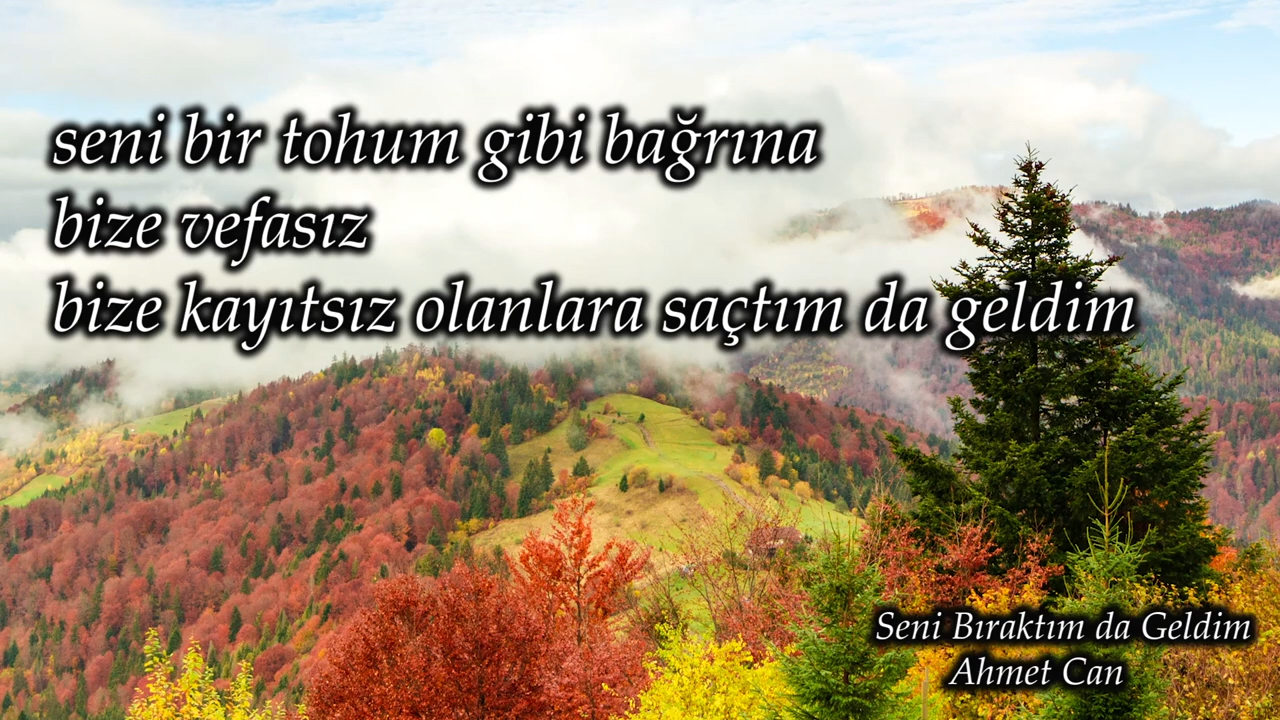 seni bir tohum gibi bağrına
bize vefasız
bize kayıtsız olanlara saçtım da geldim
Seni Bıraktım da Geldim
Ahmet Can